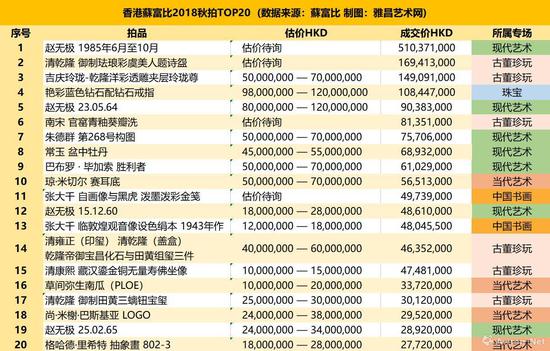 香港蘇富比2018秋拍TOP20（数据来源：蘇富比 制图：雅昌艺术网）
序号 拍品 估价HKD 成交价HKD 所属专场
1 赵无极 1985年6月至10月 估价待询 510,371,000 现代艺术
2 清乾隆 御制珐琅彩虞美人题诗盌 估价待询 169,413,000 古董珍玩
3 吉庆玲珑-乾隆洋彩透雕夹层玲珑尊 50,000,000 — 70,000,000 149,091,000 古董珍玩
4 艳彩蓝色钻石配钻石戒指 98,000,000 — 120,000,000 108,447,000 珠宝
5 赵无极 23.05.64 80,000,000 — 120,000,000 90,383,000 现代艺术
6 南宋 官窑青釉葵瓣洗 估价待询 81,351,000 古董珍玩
7 朱德群 第268号构图 50,000,000 — 70,000,000 75,706,000 现代艺术
8 常玉 盆中牡丹 45,000,000 — 55,000,000 68,932,000 现代艺术
9 巴布罗·毕加索 胜利者 50,000,000 — 70,000,000 61,029,000 现代艺术
10 琼·米切尔 赛耳底 50,000,000 — 70,000,000 56,513,000 当代艺术
11 张大千 自画像与黑虎 泼墨泼彩金笺 估价待询 49,739,000 中国书画
12 赵无极 15.12.60 18,000,000 — 28,000,000 48,610,000 现代艺术
13 张大千 临敦煌观音像设色绢本 1943年作 12,000,000 — 18,000,000 48,045,500 中国书画
14 清雍正（印玺） 清乾隆（盖盒）
乾隆帝御宝昌化石与田黄组玺三件 40,000,000 — 60,000,000 46,352,000 古董珍玩
15 清康熙 藏汉鎏金铜无量寿佛坐像 10,000,000 — 15,000,000 47,481,000 古董珍玩
16 草间弥生南瓜（PLOE） 10,000,000 — 20,000,000 33,720,000 当代艺术
17 清乾隆 御制田黄三螭钮宝玺 25,000,000 — 30,000,000 30,120,000 古董珍玩
18 尚·米榭·巴斯基亚 LOGO 28,000,000 — 38,000,000 29,520,000 当代艺术
19 赵无极 25.02.65 24,000,000 — 34,000,000 28,920,000 现代艺术
20 格哈德·里希特 抽象畫 802-3 18,000,000 — 28,000,000 27,720,000 当代艺术